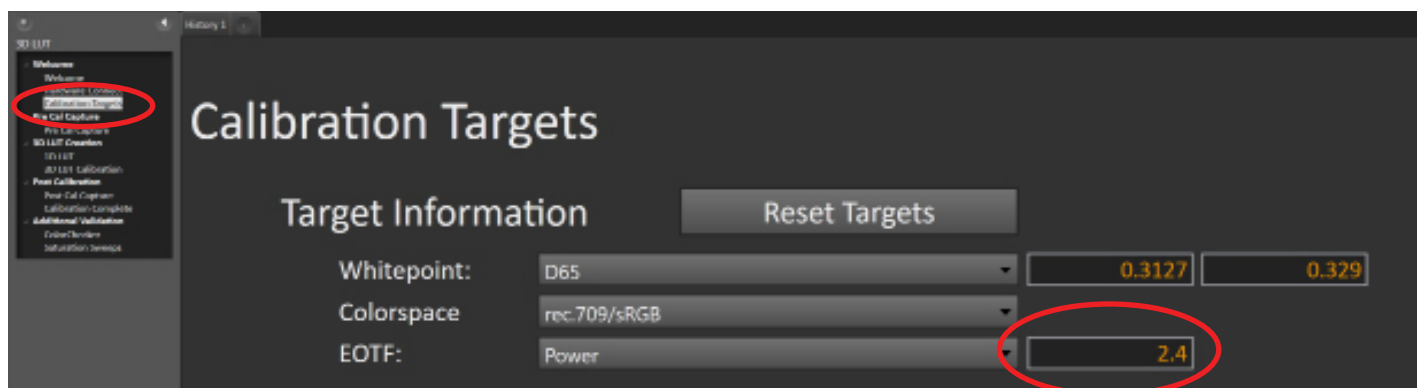 History 1
3D LUT
Welcome
Welcome
Hardware Connect
Calibration Targets
Pre Cal Capture
Pre Cal Capture
3D LUT Creation
3D LUT
3D LUT Calibration
Post Calibration
Post Cal Capture
Calibration Complete
Additional Validation
ColorChecker
Saturation Sweeps
Calibration Targets
Target Information
Reset Targets
Whitepoint: D65 0.3127 0.329
Colorspace rec.709/sRGB
EOTF: Power 2.4